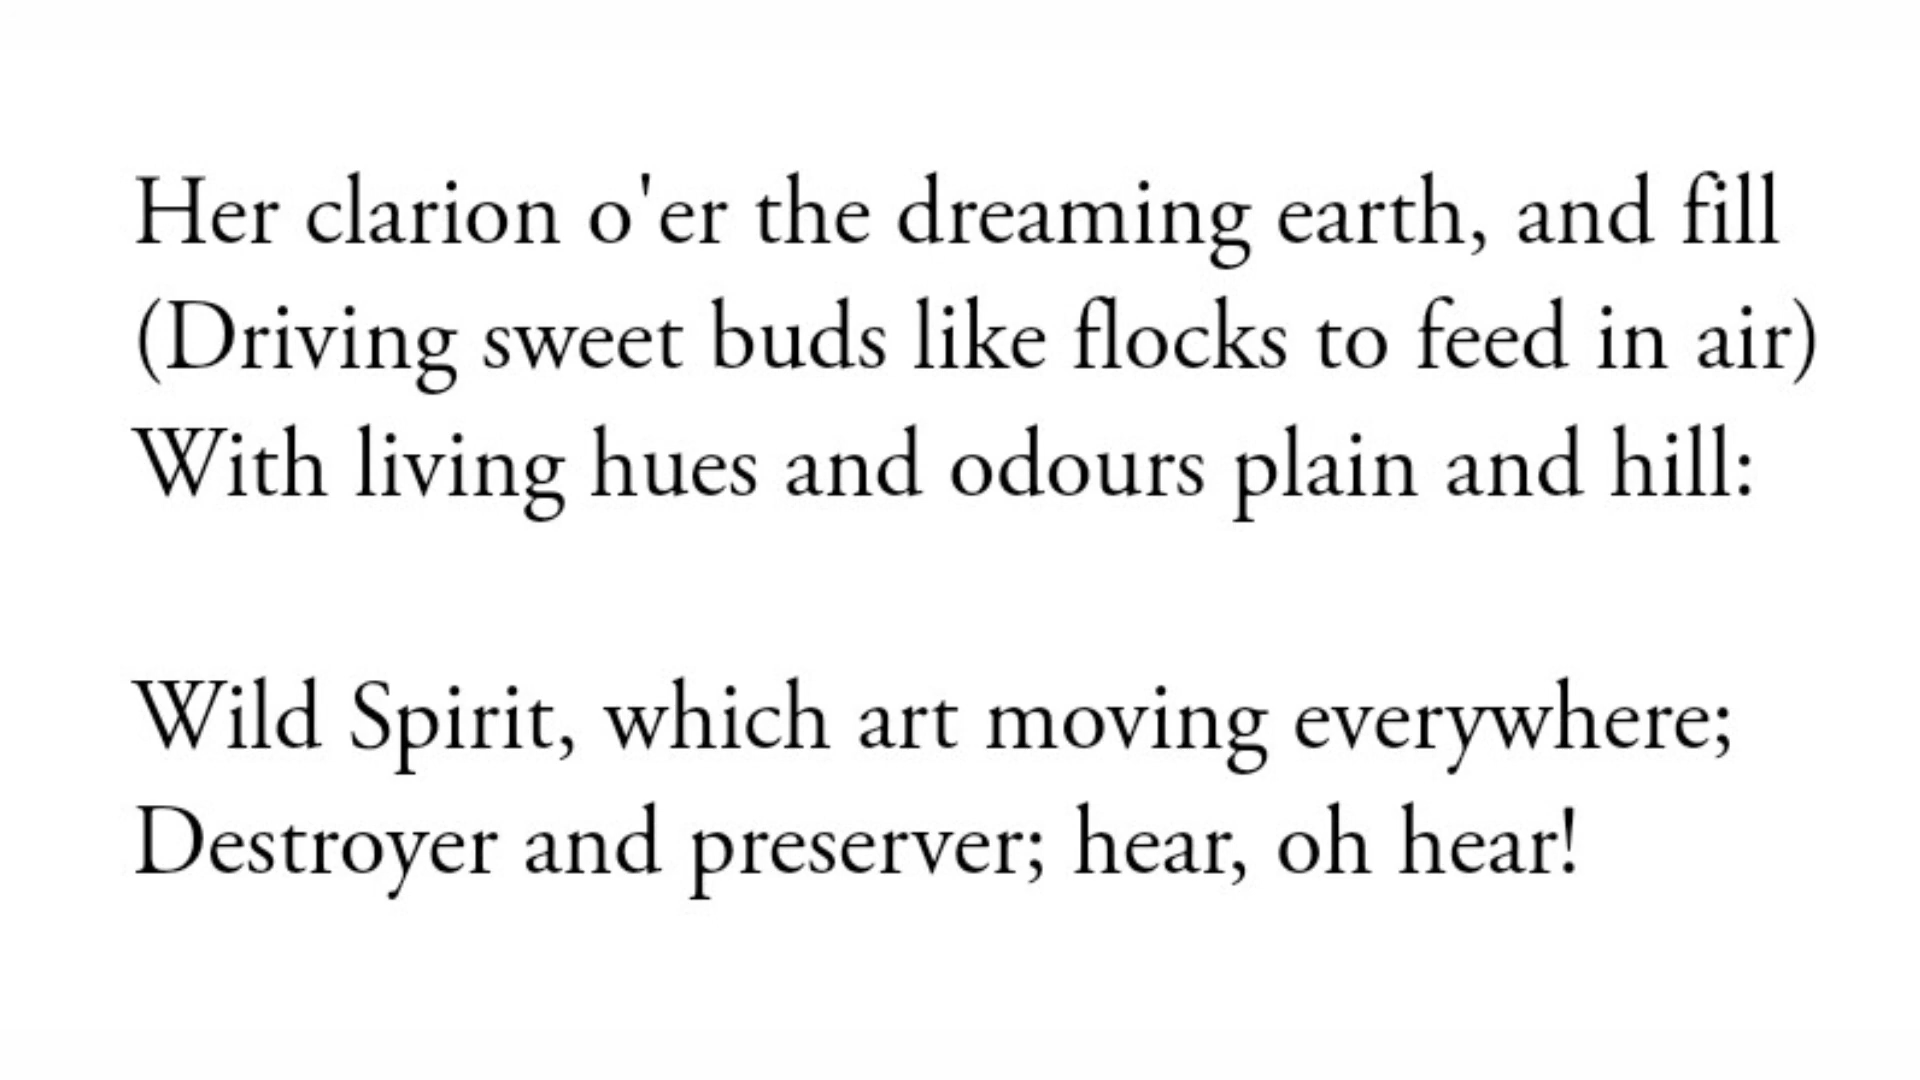 Her clarion o'er the dreaming earth, and fill
(Driving sweet buds like flocks to feed in air)
With living hues and odours plain and hill:
Wild Spirit, which art moving everywhere;
Destroyer and preserver; hear, oh hear!